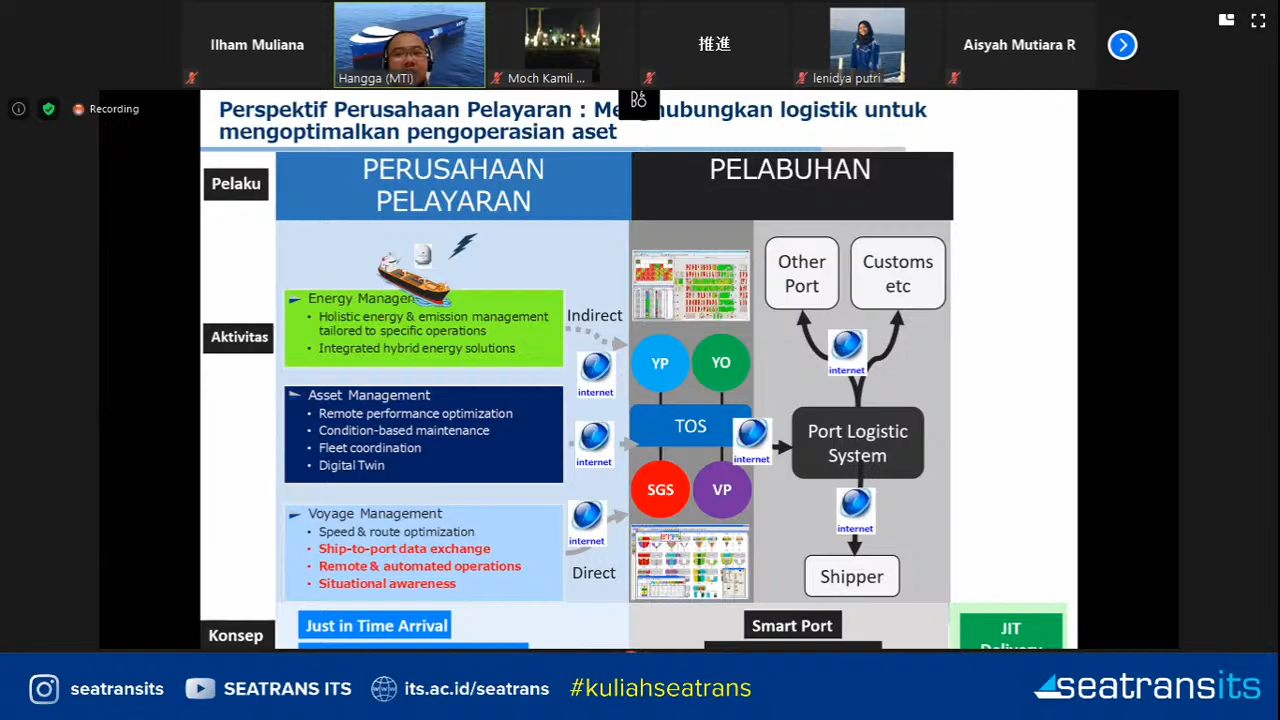 Ilham Muliana
Hangga (MTI)
Moch Kamil ...
推進
lenidya putri
Aisyah Mutiara R
Recording
Perspektif Perusahaan Pelayaran : Menghubungkan logistik untuk
mengoptimalkan pengoperasian aset
Pelaku
PERUSAHAAN
PELAYARAN
PELABUHAN
Aktivitas
Energy Manage
Holistic energy & emission management
tailored to specific operations
Integrated hybrid energy solutions
Indirect
internet
Asset Management
Remote performance optimization
Condition-based maintenance
Fleet coordination
Digital Twin
internet
Voyage Management
Speed & route optimization
Ship-to-port data exchange
Remote & automated operations
Situational awareness
internet
Direct
YP
YO
TOS
SGS
VP
internet
Other
Port
Customs
etc
internet
Port Logistic
System
internet
Shipper
Konsep
Just in Time Arrival
Smart Port
JIT
Delivery
seatransits
SEATRANS ITS
its.ac.id/seatrans
#kuliahseatrans
seatransits